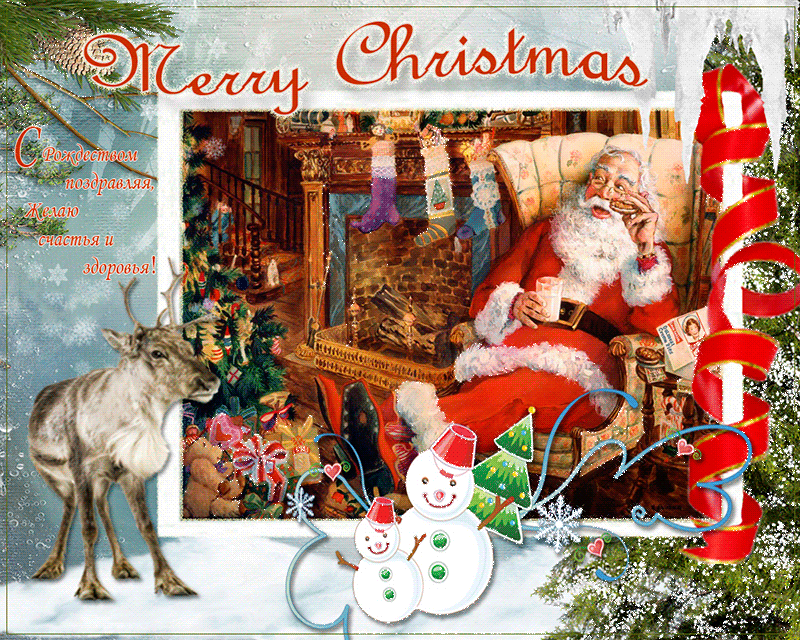 Merry Christmas
С Рождеством
поздравляя,
Желаю
счастья и
здоровья!